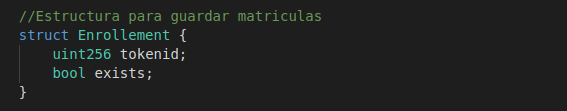 //Estructura para guardar matriculas
struct Enrollement {
    uint256 tokenid;
    bool exists;
}